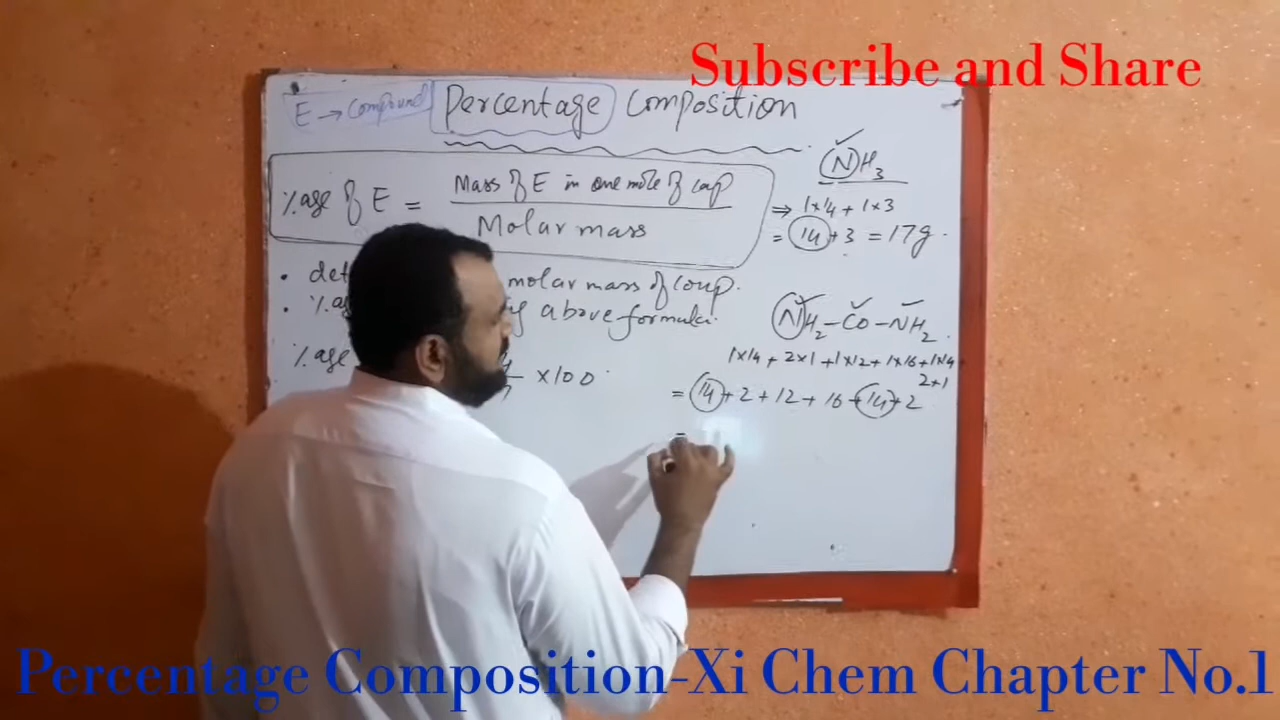 Subscribe and Share
E → Compound Percentage Composition
%age of E = Mass of E in one mole of comp
Molar mass
• molar mass of comp.
• above formula.
%age
×100
NH3
⇒ 1×14 + 1×3
= 14 + 3 = 17g.
NH2-CO-NH2
1×14 + 2×1 + 1×12 + 1×16 + 1×14 +
2+1
= 14 + 2 + 12 + 16 + 14 + 2
=
Percentage Composition-Xi Chem Chapter No.1